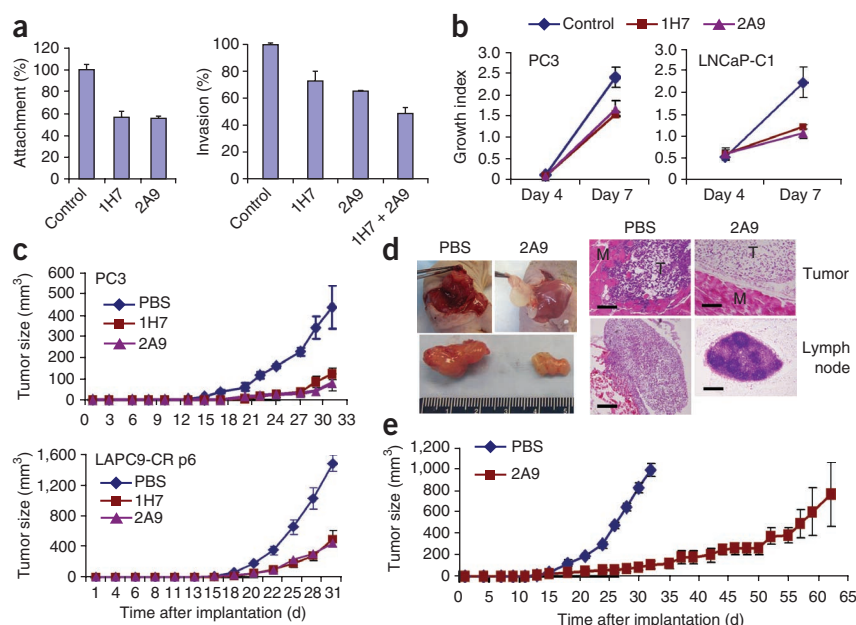 a
120
100
80
60
40
20
0
Attachment (%)
Control
1H7
2A9
120
100
80
60
40
20
0
Invasion (%)
Control
1H7
2A9
1H7 + 2A9
b
Control 1H7 2A9
PC3
3.0
2.5
2.0
1.5
1.0
0.5
0
Growth index
Day 4 Day 7
LNCaP-C1
3.0
2.5
2.0
1.5
1.0
0.5
0
Day 4 Day 7
c
PC3
PBS
1H7
2A9
600
500
400
300
200
100
0
Tumor size (mm3)
0 3 6 9 12 15 18 21 24 27 30 33
LAPC9-CR p6
PBS
1H7
2A9
1,600
1,200
800
400
0
Tumor size (mm3)
1 4 6 8 11 13 15 18 20 22 25 28 31
Time after implantation (d)
d
PBS 2A9
PBS 2A9
M T
T M
Tumor
Lymph
node
e
PBS
2A9
1,200
1,000
800
600
400
200
0
Tumor size (mm3)
0 5 10 15 20 25 30 35 40 45 50 55 60 65
Time after implantation (d)